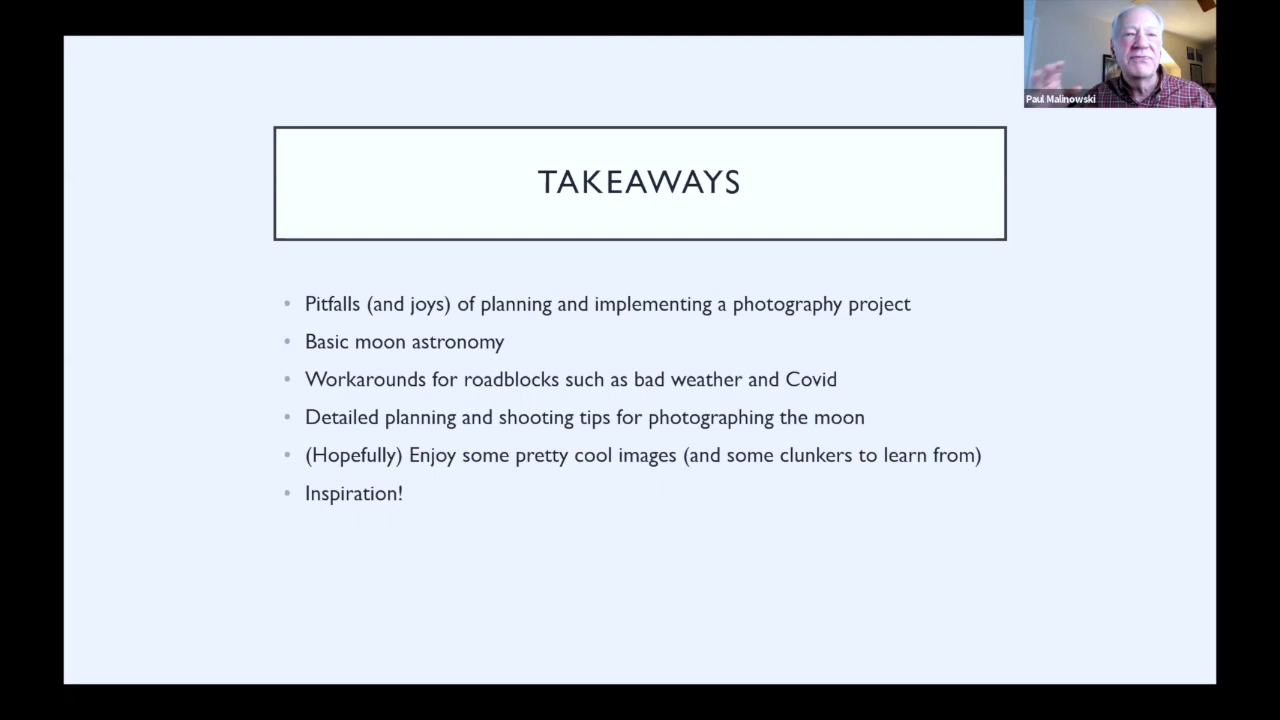 Paul Malinowski
TAKEAWAYS
• Pitfalls (and joys) of planning and implementing a photography project
• Basic moon astronomy
• Workarounds for roadblocks such as bad weather and Covid
• Detailed planning and shooting tips for photographing the moon
• (Hopefully) Enjoy some pretty cool images (and some clunkers to learn from)
• Inspiration!